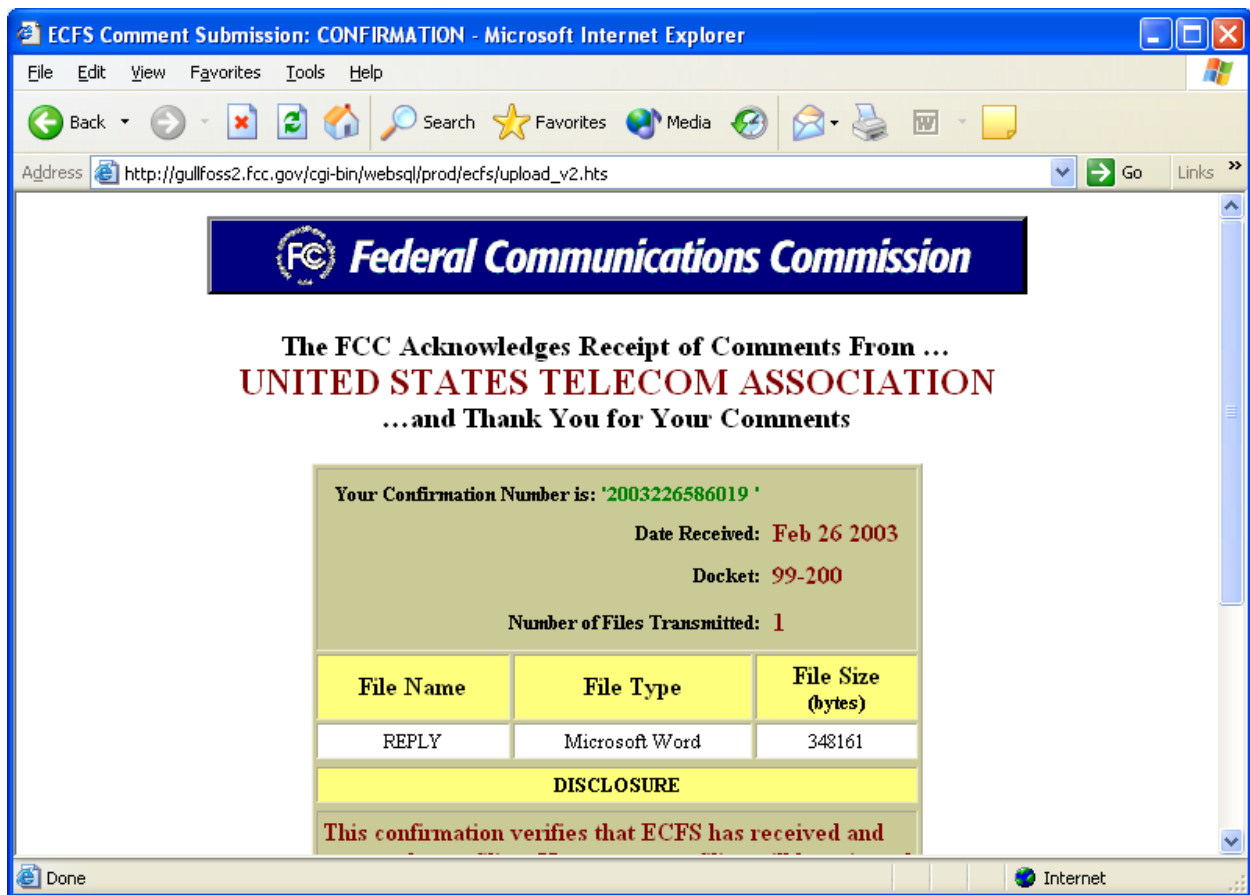 ECFS Comment Submission: CONFIRMATION - Microsoft Internet Explorer
File Edit View Favorites Tools Help
Back Search Favorites Media
Address http://gullfoss2.fcc.gov/cgi-bin/websql/prod/ecfs/upload_v2.hts Go Links »
FCC Federal Communications Commission
The FCC Acknowledges Receipt of Comments From ...
UNITED STATES TELECOM ASSOCIATION
...and Thank You for Your Comments
Your Confirmation Number is: '2003226586019 '
Date Received: Feb 26 2003
Docket: 99-200
Number of Files Transmitted: 1
File Name File Type File Size
(bytes)
REPLY Microsoft Word 348161
DISCLOSURE
This confirmation verifies that ECFS has received and
Done Internet